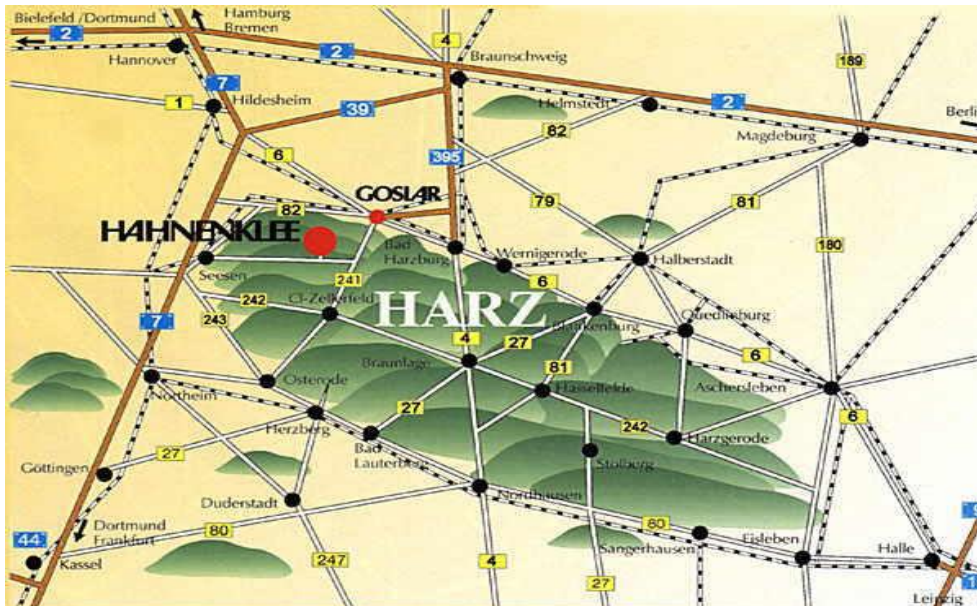 Bielefeld /Dortmund
Hamburg
Bremen
2
Hannover
7
2
4
Braunschweig
189
1
Hildesheim
39
Helmstedt
2
82
Magdeburg
6
395
GOSLAR
79
81
82
HAHNENKLEE
Bad
Harzburg
Wernigerode
Halberstadt
180
Seesen
241
6
242
Cl-Zellerfeld
HARZ
Blankenburg
Quedlinburg
243
7
4
27
6
Braunlage
81
Northeim
Osterode
Hasselfelde
Aschersleben
27
242
6
Herzberg
Bad
Lauterberg
Harzgerode
27
Göttingen
Stolberg
Duderstadt
Nordhausen
Dortmund
Frankfurt
80
80
44
Kassel
Sangerhausen
Eisleben
Halle
247
4
27
Leipzig